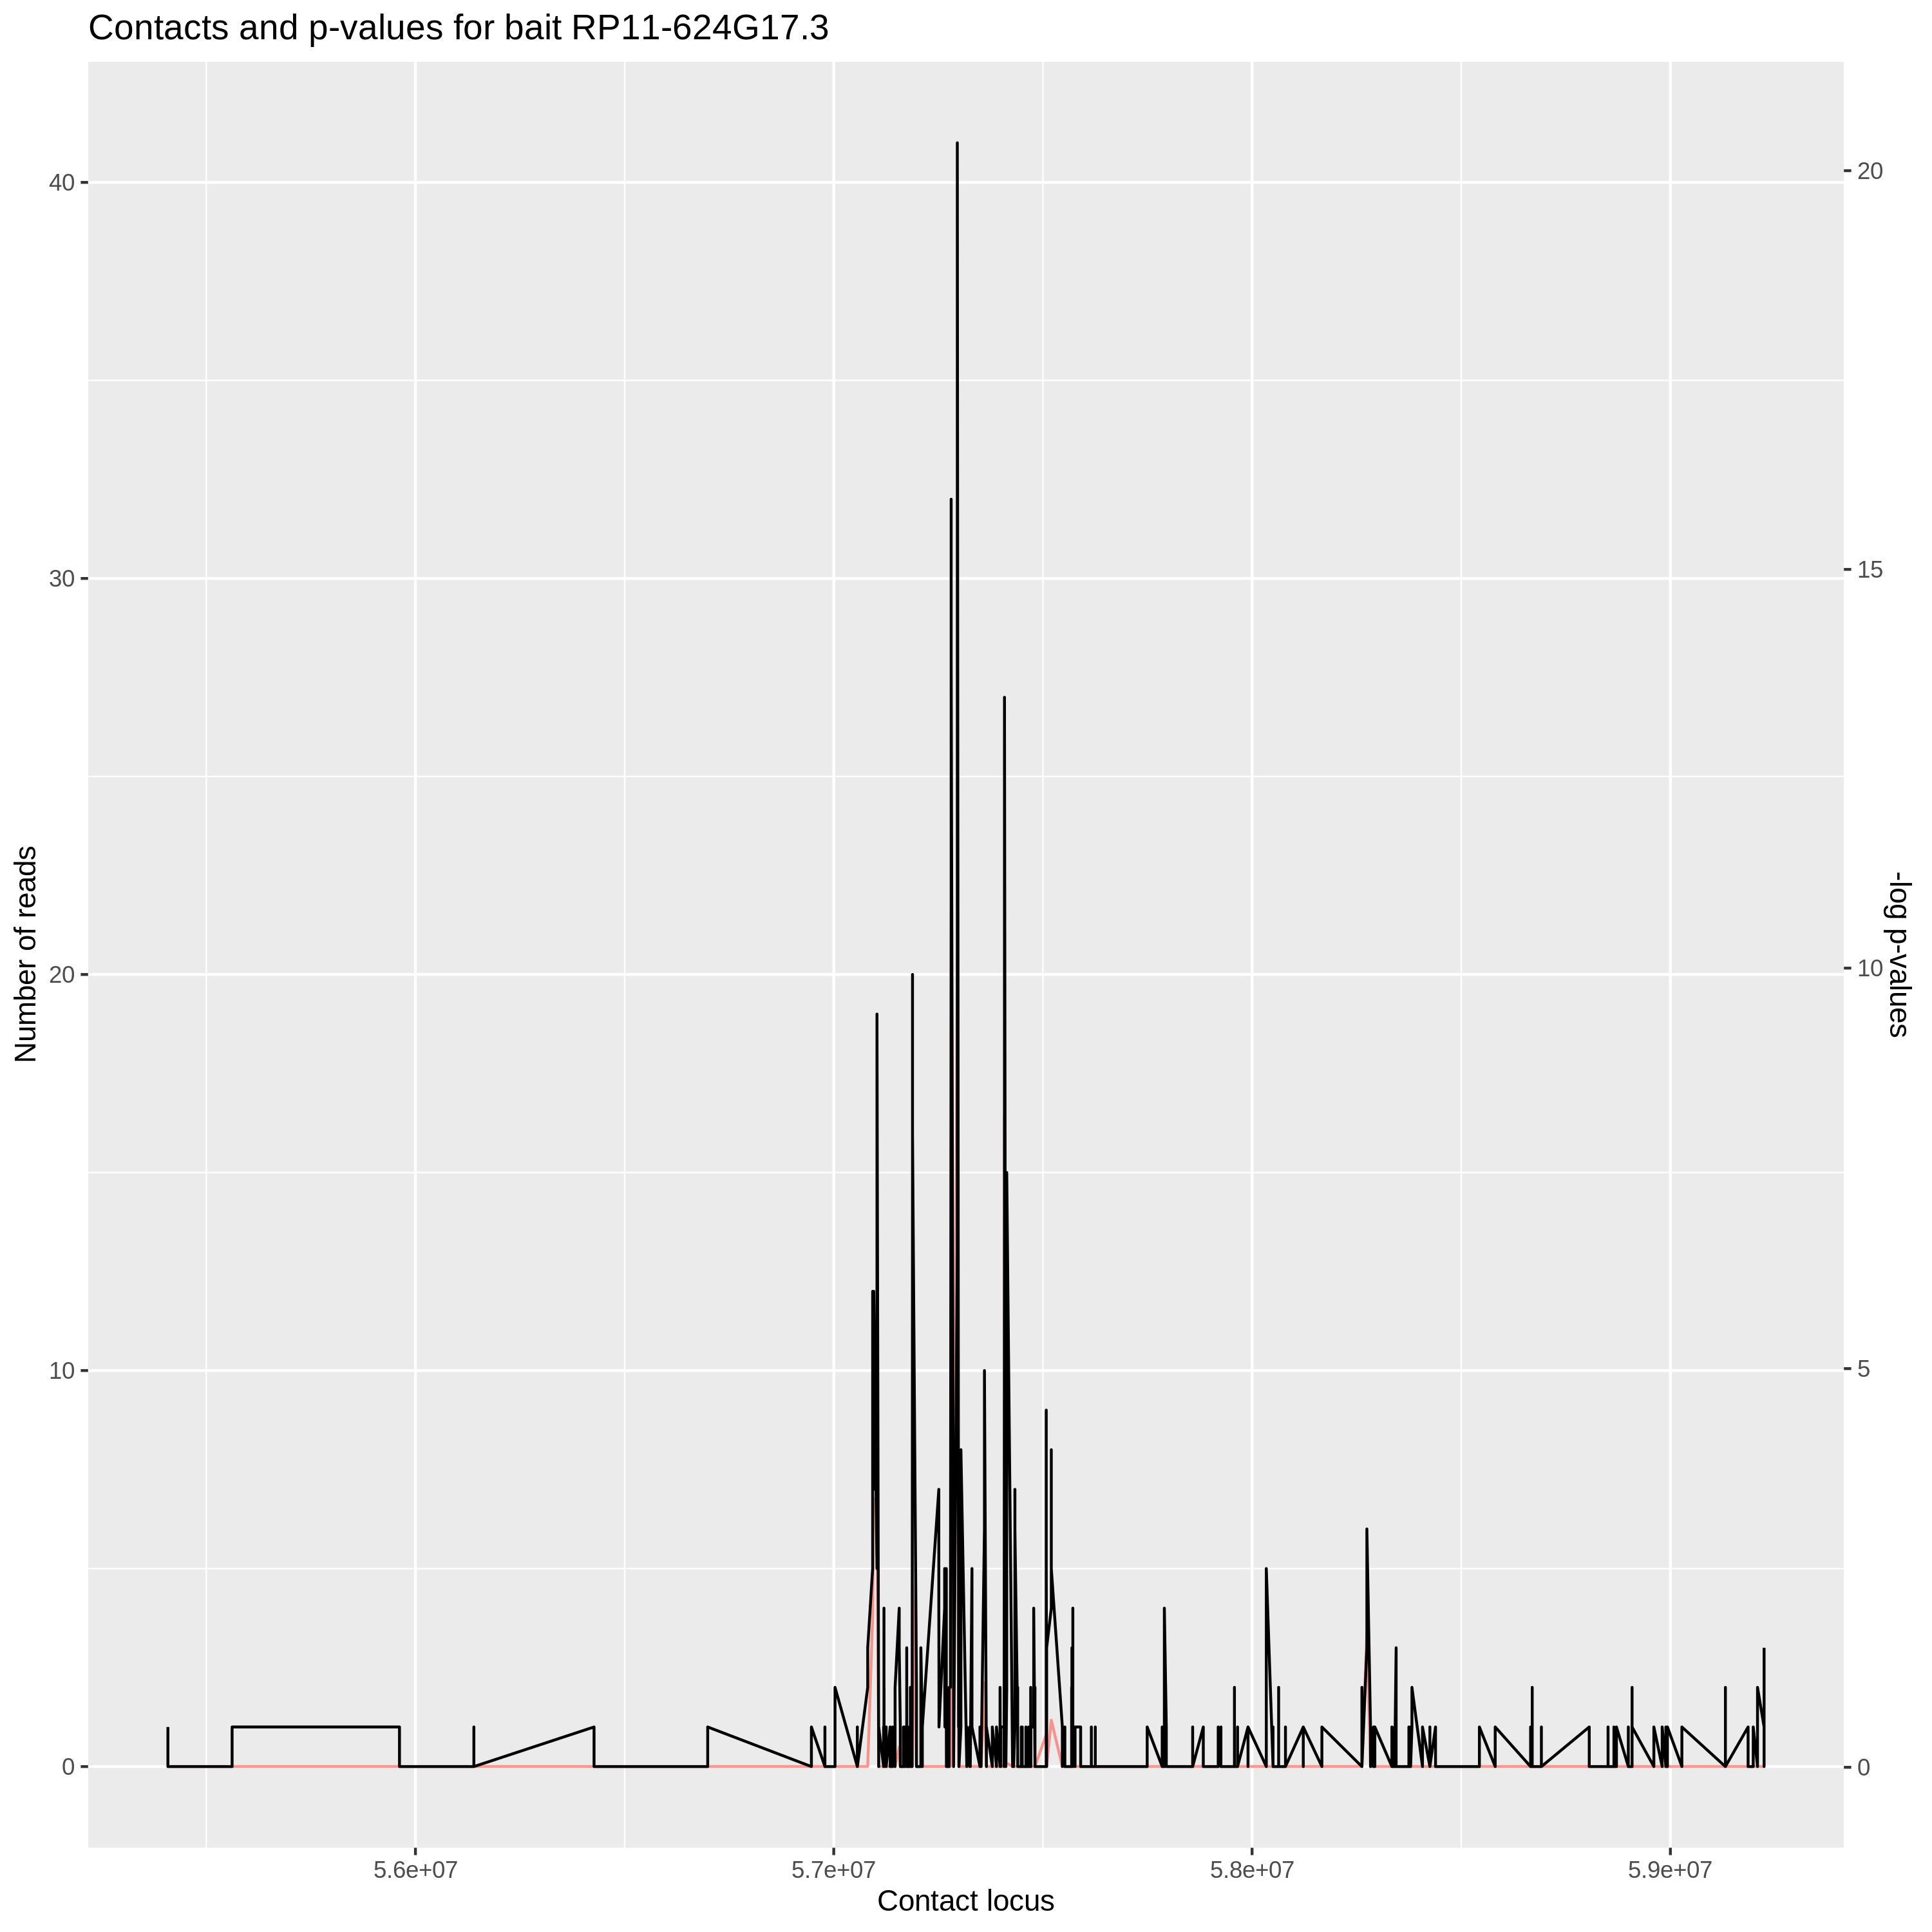 Contacts and p-values for bait RP11-624G17.3
40
30
20
10
0
20
15
10
5
0
Number of reads
-log p-values
5.6e+07
5.7e+07
5.8e+07
5.9e+07
Contact locus